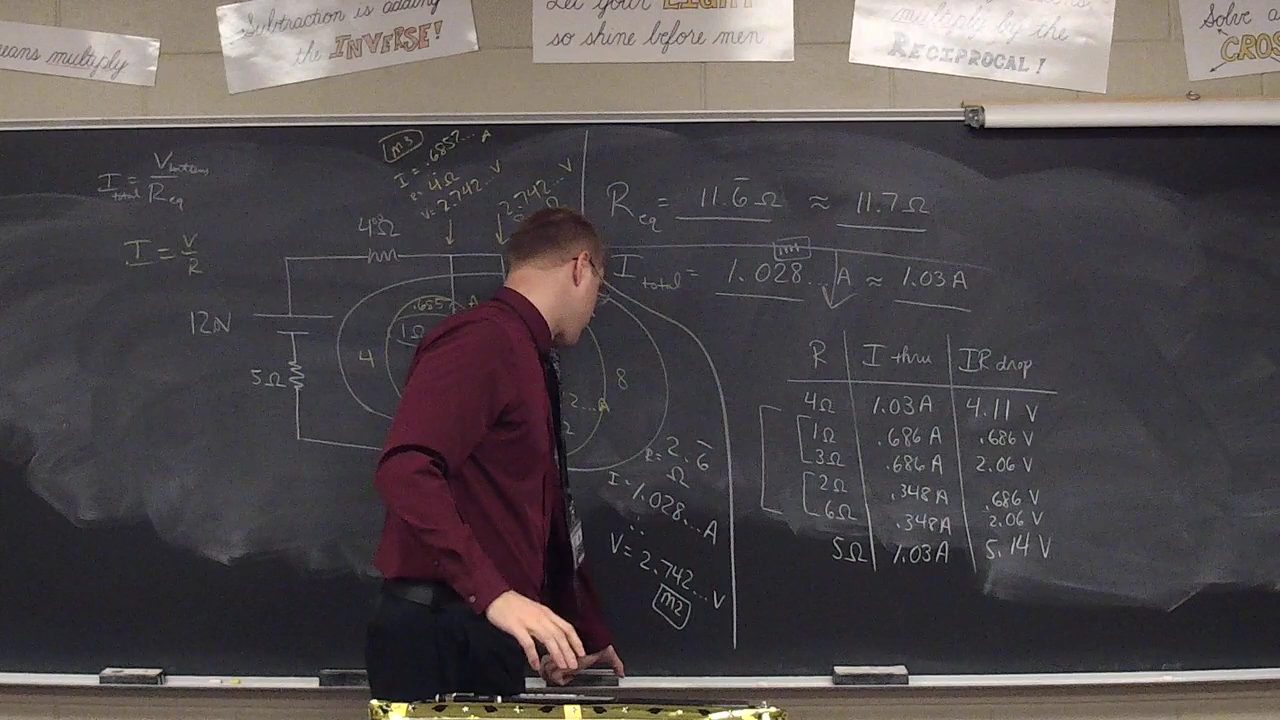 eans multiply
Subtraction is adding
the INVERSE!
Let your LIGHT
so shine before men
multiply by the
RECIPROCAL!
Solve a
CROS
I total = V / Req
I = V / R
m3
I = .6857... A
R = 4Ω
V = 2.742... V
2.742... V
4Ω
12V
5Ω
.6857 A
1Ω
4
8
2...A
R = 2.6̅ Ω
I = 1.028... A
∴
V = 2.742... V
m2
Req = 11.6̅ Ω ≈ 11.7 Ω
m1
I total = 1.028... A ≈ 1.03 A
R I thru IR drop
4Ω 1.03 A 4.11 V
1Ω .686 A .686 V
3Ω .686 A 2.06 V
2Ω .348 A .686 V
6Ω .348 A 2.06 V
5Ω 1.03 A 5.14 V